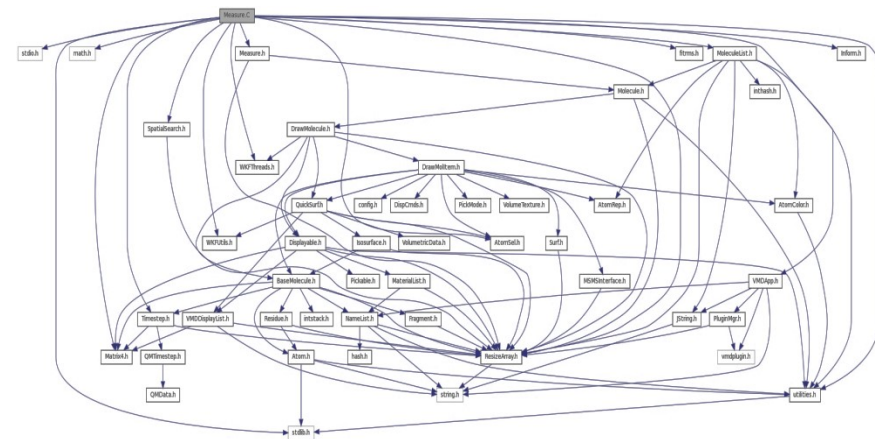 Measure.C
stdio.h
math.h
Measure.h
fitrms.h
MoleculeList.h
Inform.h
Molecule.h
inthash.h
SpatialSearch.h
DrawMolecule.h
WKFThreads.h
DrawMolItem.h
QuickSurf.h
config.h
DispCmds.h
PickMode.h
VolumeTexture.h
AtomRep.h
AtomColor.h
WKFUtils.h
Displayable.h
Isosurface.h
VolumetricData.h
AtomSel.h
Surf.h
BaseMolecule.h
Pickable.h
MaterialList.h
MSMSInterface.h
VMDApp.h
Timestep.h
VMDDisplayList.h
Residue.h
intstack.h
NameList.h
Fragment.h
JString.h
PluginMgr.h
Matrix4.h
QMTimestep.h
Atom.h
hash.h
ResizeArray.h
vmdplugin.h
QMData.h
string.h
utilities.h
stdlib.h